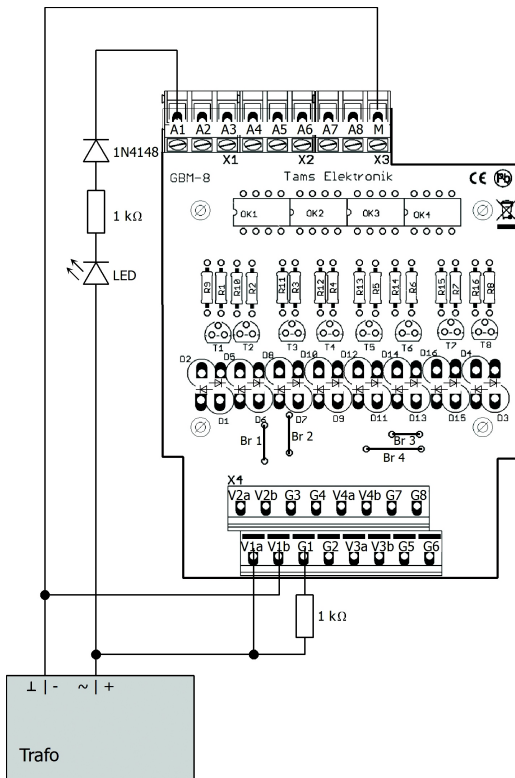 A1 A2 A3 A4 A5 A6 A7 A8 M
X1 X2 X3
1N4148
GBM-8 Tams Elektronik CE Pb
1 kΩ
OK1 OK2 OK3 OK4
LED
R9 R1 R10 R2 R11 R3 R12 R4 R13 R5 R14 R6 R15 R7 R16 R8
T1 T2 T3 T4 T5 T6 T7 T8
D2 D5 D8 D10 D12 D14 D16 D4
D1 D6 D7 D9 D11 D13 D15 D3
Br 1 Br 2 Br 3
Br 4
X4
V2a V2b G3 G4 V4a V4b G7 G8
V1a V1b G1 G2 V3a V3b G5 G6
1 kΩ
⊥ | - ~ | +
Trafo